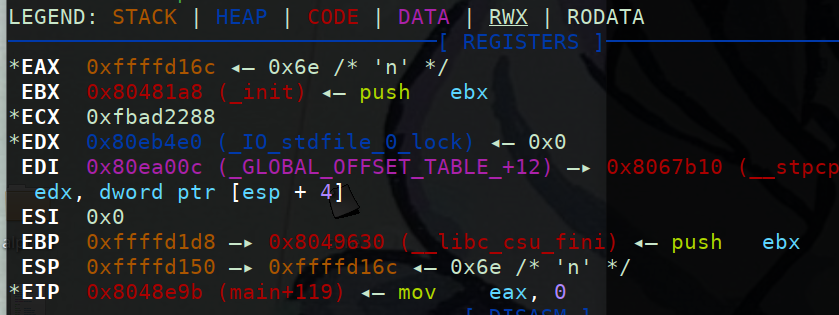 LEGEND: STACK | HEAP | CODE | DATA | RWX | RODATA
[ REGISTERS ]
*EAX  0xffffd16c ◂— 0x6e /* 'n' */
 EBX  0x80481a8 (_init) ◂— push   ebx
*ECX  0xfbad2288
*EDX  0x80eb4e0 (_IO_stdfile_0_lock) ◂— 0x0
 EDI  0x80ea00c (_GLOBAL_OFFSET_TABLE_+12) —▸ 0x8067b10 (__stpcp
  edx, dword ptr [esp + 4]
 ESI  0x0
 EBP  0xffffd1d8 —▸ 0x8049630 (__libc_csu_fini) ◂— push   ebx
 ESP  0xffffd150 —▸ 0xffffd16c ◂— 0x6e /* 'n' */
*EIP  0x8048e9b (main+119) ◂— mov    eax, 0
[ DISASM ]